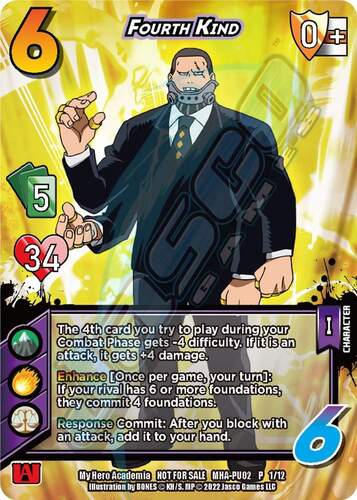 Fourth Kind
6
0 +
5
34
The 4th card you try to play during your
Combat Phase gets -4 difficulty. If it is an
attack, it gets +4 damage.
Enhance [Once per game, your turn]:
If your rival has 6 or more foundations,
they commit 4 foundations.
Response Commit: After you block with
an attack, add it to your hand.
I
CHARACTER
6
My Hero Academia NOT FOR SALE MHA-PU02 P 1/12
Illustration by BONES © KH/S, MP © 2022 Jasco Games LLC